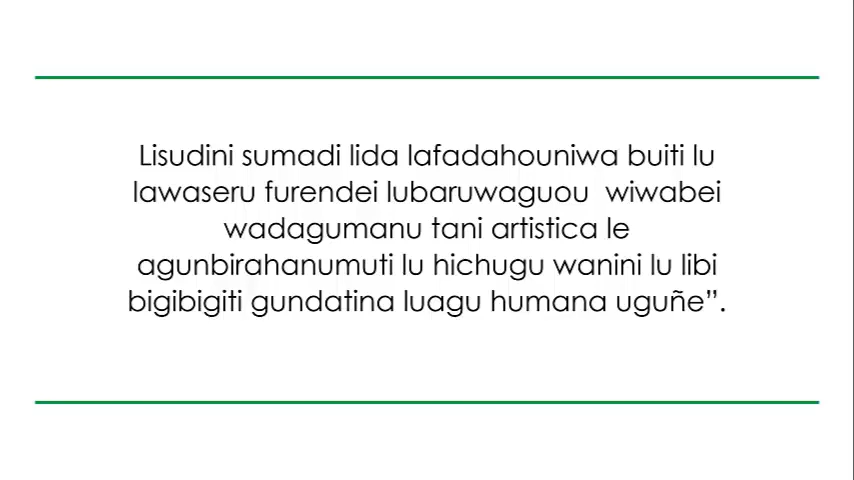 Lisudini sumadi lida lafadahouniwa buiti lu
lawaseru furendei lubaruwaguou wiwabei
wadagumanu tani artistica le
agunbirahanumuti lu hichugu wanini lu libi
bigibigiti gundatina luagu humana uguñe”.